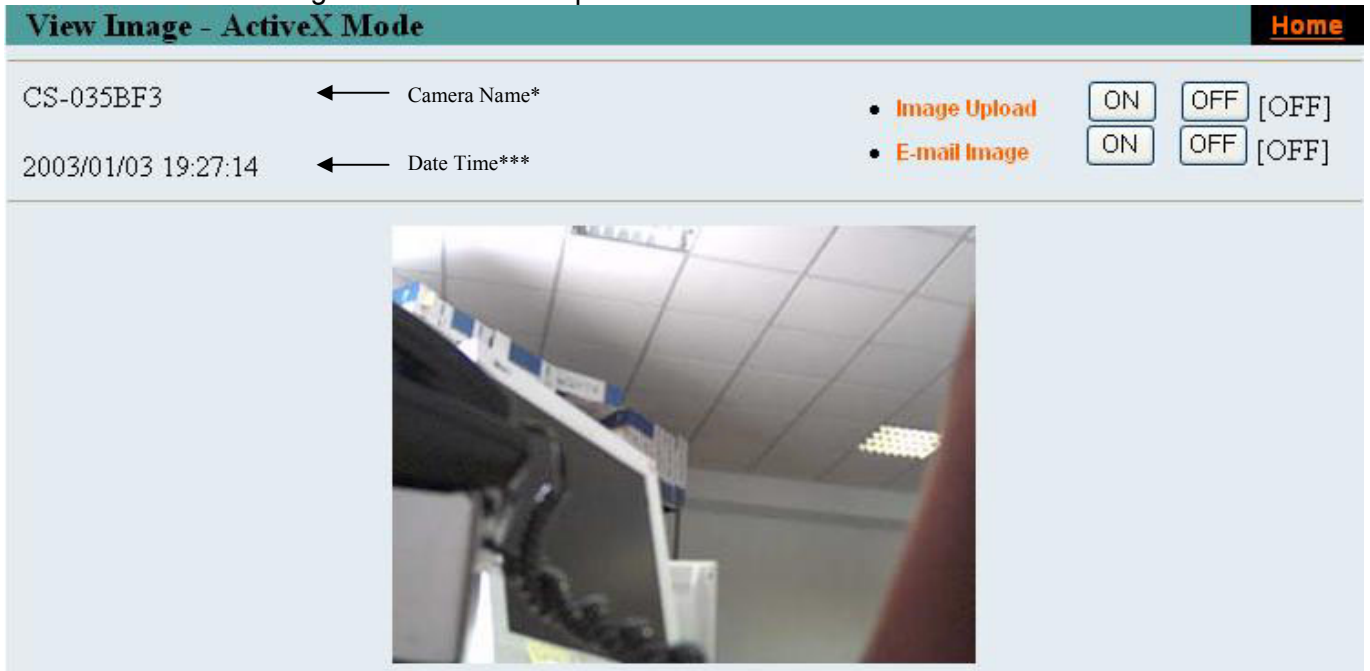 View Image - ActiveX Mode Home
CS-035BF3 Camera Name*
Image Upload ON OFF [OFF]
2003/01/03 19:27:14 Date Time***
E-mail Image ON OFF [OFF]